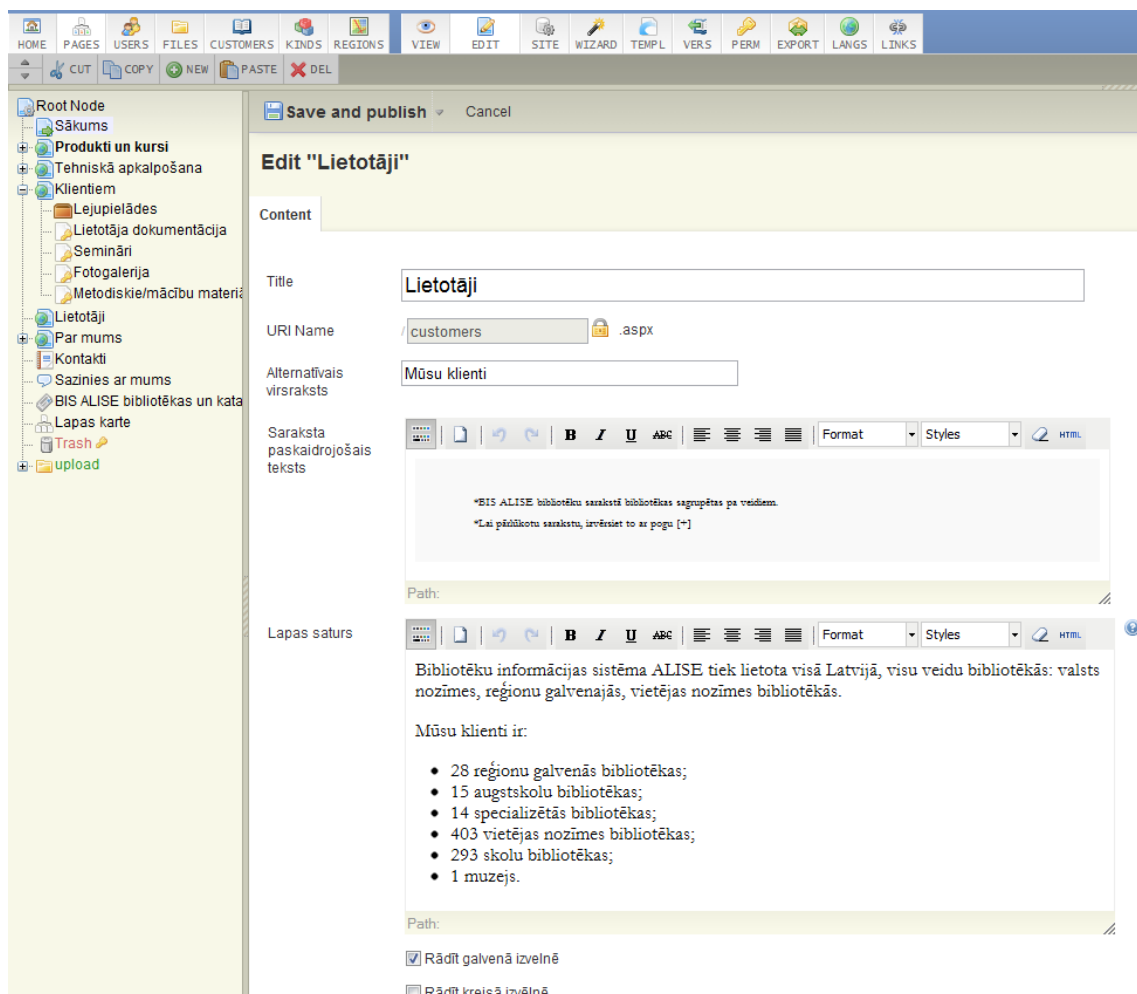 HOME PAGES USERS FILES CUSTOMERS KINDS REGIONS VIEW EDIT SITE WIZARD TEMPL VERS PERM EXPORT LANGS LINKS
CUT COPY NEW PASTE DEL
Root Node
Sākums
Produkti un kursi
Tehniskā apkalpošana
Klientiem
Lejupielādes
Lietotāja dokumentācija
Semināri
Fotogalerija
Metodiskie/mācību materiā
Lietotāji
Par mums
Kontakti
Sazinies ar mums
BIS ALISE bibliotēkas un kata
Lapas karte
Trash
upload
Save and publish Cancel
Edit "Lietotāji"
Content
Title Lietotāji
URI Name / customers .aspx
Alternatīvais
virsraksts
Mūsu klienti
Saraksta
paskaidrojošais
teksts
B I U ABC Format Styles HTML
*BIS ALISE bibliotēku sarakstā bibliotēkas sagrupētas pa veidiem.
*Lai pārlūkotu sarakstu, izvērsiet to ar pogu [+]
Path:
Lapas saturs
B I U ABC Format Styles HTML
Bibliotēku informācijas sistēma ALISE tiek lietota visā Latvijā, visu veidu bibliotēkās: valsts
nozīmes, reģionu galvenajās, vietējas nozīmes bibliotēkās.
Mūsu klienti ir:
• 28 reģionu galvenās bibliotēkas;
• 15 augstskolu bibliotēkas;
• 14 specializētās bibliotēkas;
• 403 vietējas nozīmes bibliotēkas;
• 293 skolu bibliotēkas;
• 1 muzejs.
Path:
Rādīt galvenā izvelnē
Rādīt kreisā izvēlnē